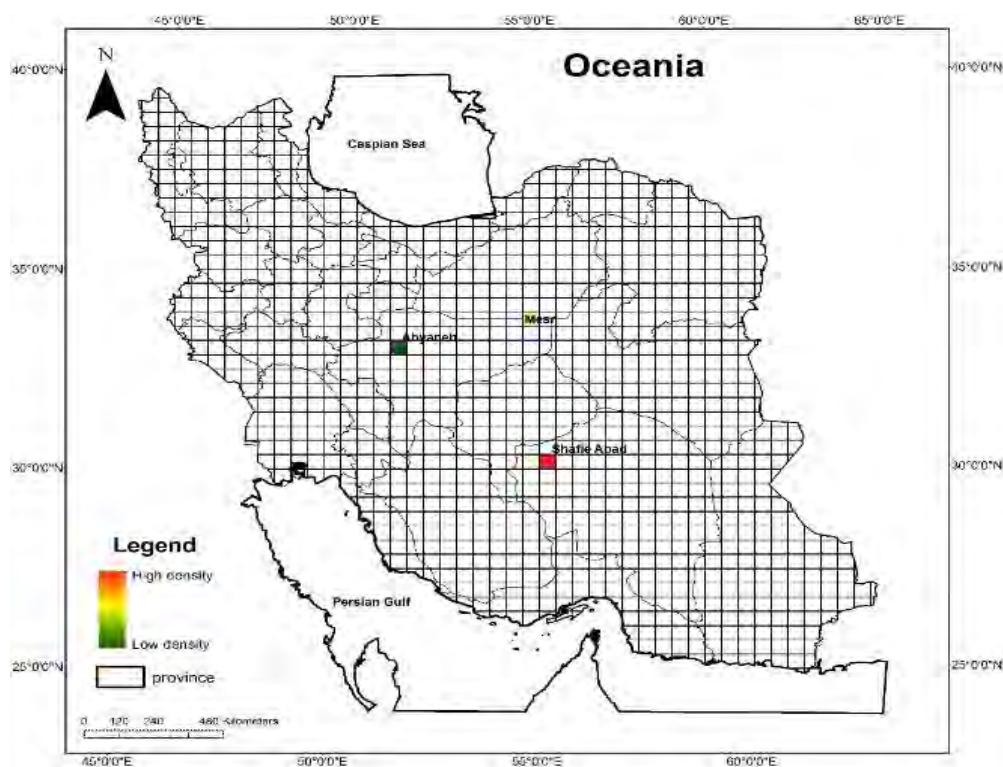 45°0'0"E 50°0'0"E 55°0'0"E 60°0'0"E 65°0'0"E
N
Oceania
40°0'0"N 40°0'0"N
Caspian Sea
35°0'0"N 35°0'0"N
Mesr
Abyaneh
Shafie Abad
30°0'0"N 30°0'0"N
Legend
High density
Low density
province
Persian Gulf
25°0'0"N 25°0'0"N
0 120 240 480 Kilometers
45°0'0"E 50°0'0"E 55°0'0"E 60°0'0"E